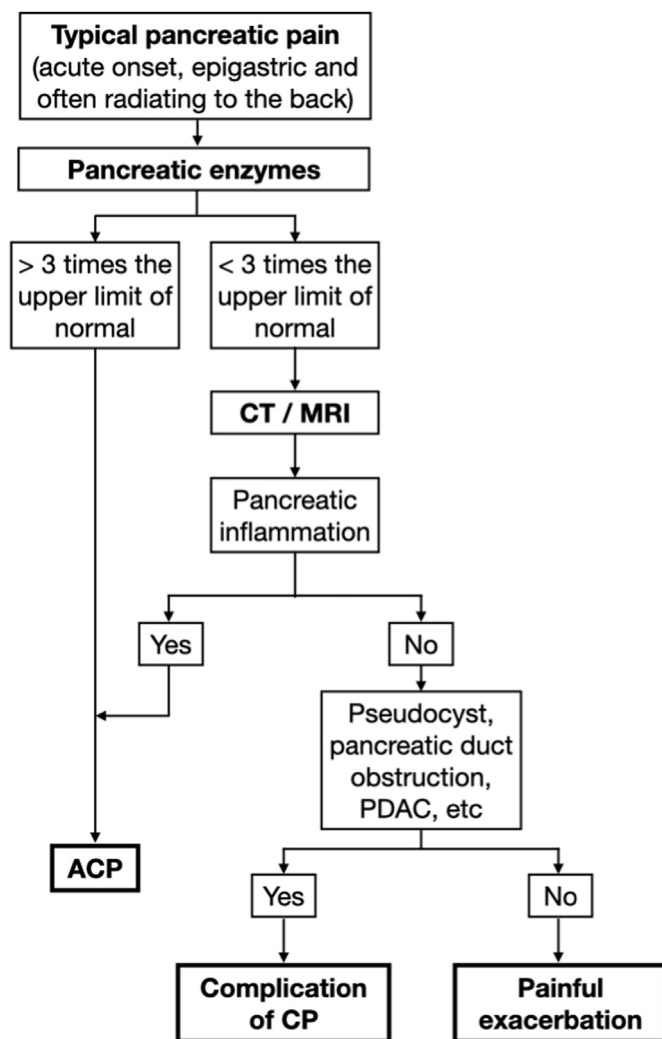 Typical pancreatic pain
(acute onset, epigastric and
often radiating to the back)
Pancreatic enzymes
> 3 times the
upper limit of
normal
< 3 times the
upper limit of
normal
CT / MRI
Pancreatic
inflammation
Yes
No
Pseudocyst,
pancreatic duct
obstruction,
PDAC, etc
ACP
Yes
No
Complication
of CP
Painful
exacerbation